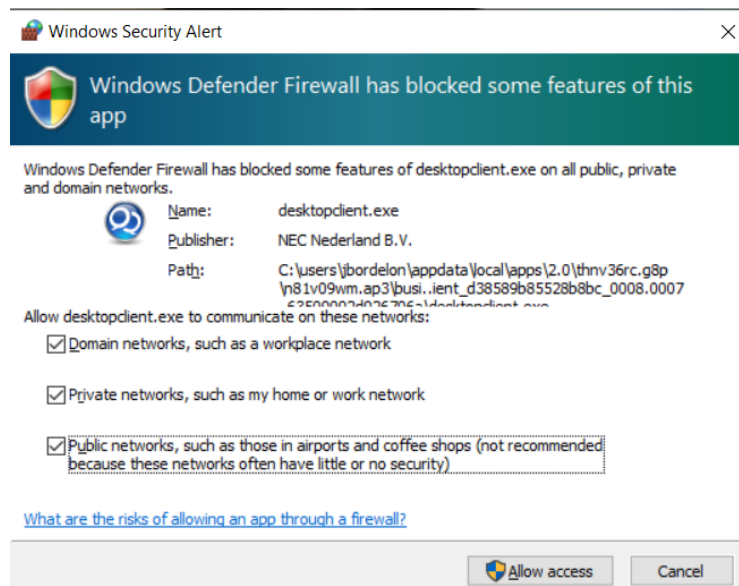 Windows Security Alert
Windows Defender Firewall has blocked some features of this
app
Windows Defender Firewall has blocked some features of desktopclient.exe on all public, private
and domain networks.
Name: desktopclient.exe
Publisher: NEC Nederland B.V.
Path: C:\users\jbordelon\appdata\local\apps\2.0\thnv36rc.g8p
\n81v09wm.ap3\busi..ient_d38589b85528b8bc_0008.0007
Allow desktopclient.exe to communicate on these networks:
Domain networks, such as a workplace network
Private networks, such as my home or work network
Public networks, such as those in airports and coffee shops (not recommended
because these networks often have little or no security)
What are the risks of allowing an app through a firewall?
Allow access Cancel